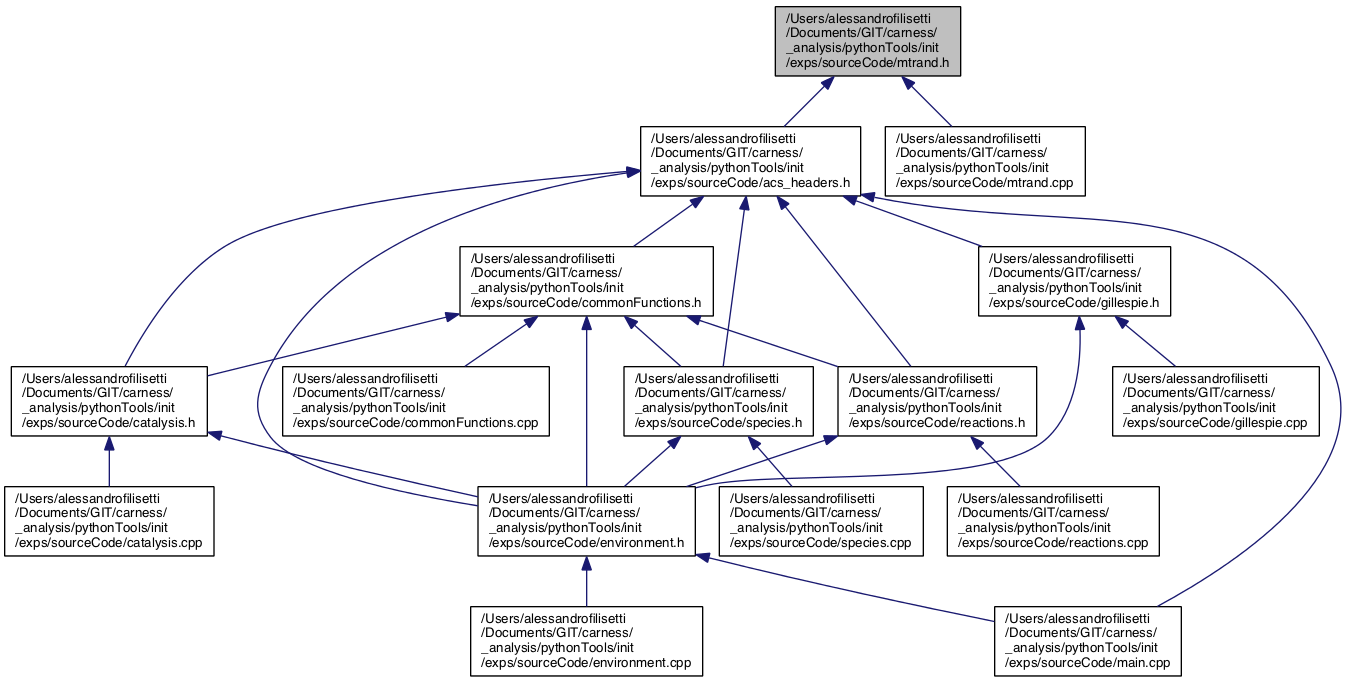 /Users/alessandrofilisetti
/Documents/GIT/carness/
_analysis/pythonTools/init
/exps/sourceCode/mtrand.h
/Users/alessandrofilisetti
/Documents/GIT/carness/
_analysis/pythonTools/init
/exps/sourceCode/acs_headers.h
/Users/alessandrofilisetti
/Documents/GIT/carness/
_analysis/pythonTools/init
/exps/sourceCode/mtrand.cpp
/Users/alessandrofilisetti
/Documents/GIT/carness/
_analysis/pythonTools/init
/exps/sourceCode/commonFunctions.h
/Users/alessandrofilisetti
/Documents/GIT/carness/
_analysis/pythonTools/init
/exps/sourceCode/gillespie.h
/Users/alessandrofilisetti
/Documents/GIT/carness/
_analysis/pythonTools/init
/exps/sourceCode/catalysis.h
/Users/alessandrofilisetti
/Documents/GIT/carness/
_analysis/pythonTools/init
/exps/sourceCode/commonFunctions.cpp
/Users/alessandrofilisetti
/Documents/GIT/carness/
_analysis/pythonTools/init
/exps/sourceCode/species.h
/Users/alessandrofilisetti
/Documents/GIT/carness/
_analysis/pythonTools/init
/exps/sourceCode/reactions.h
/Users/alessandrofilisetti
/Documents/GIT/carness/
_analysis/pythonTools/init
/exps/sourceCode/gillespie.cpp
/Users/alessandrofilisetti
/Documents/GIT/carness/
_analysis/pythonTools/init
/exps/sourceCode/catalysis.cpp
/Users/alessandrofilisetti
/Documents/GIT/carness/
_analysis/pythonTools/init
/exps/sourceCode/environment.h
/Users/alessandrofilisetti
/Documents/GIT/carness/
_analysis/pythonTools/init
/exps/sourceCode/species.cpp
/Users/alessandrofilisetti
/Documents/GIT/carness/
_analysis/pythonTools/init
/exps/sourceCode/reactions.cpp
/Users/alessandrofilisetti
/Documents/GIT/carness/
_analysis/pythonTools/init
/exps/sourceCode/environment.cpp
/Users/alessandrofilisetti
/Documents/GIT/carness/
_analysis/pythonTools/init
/exps/sourceCode/main.cpp